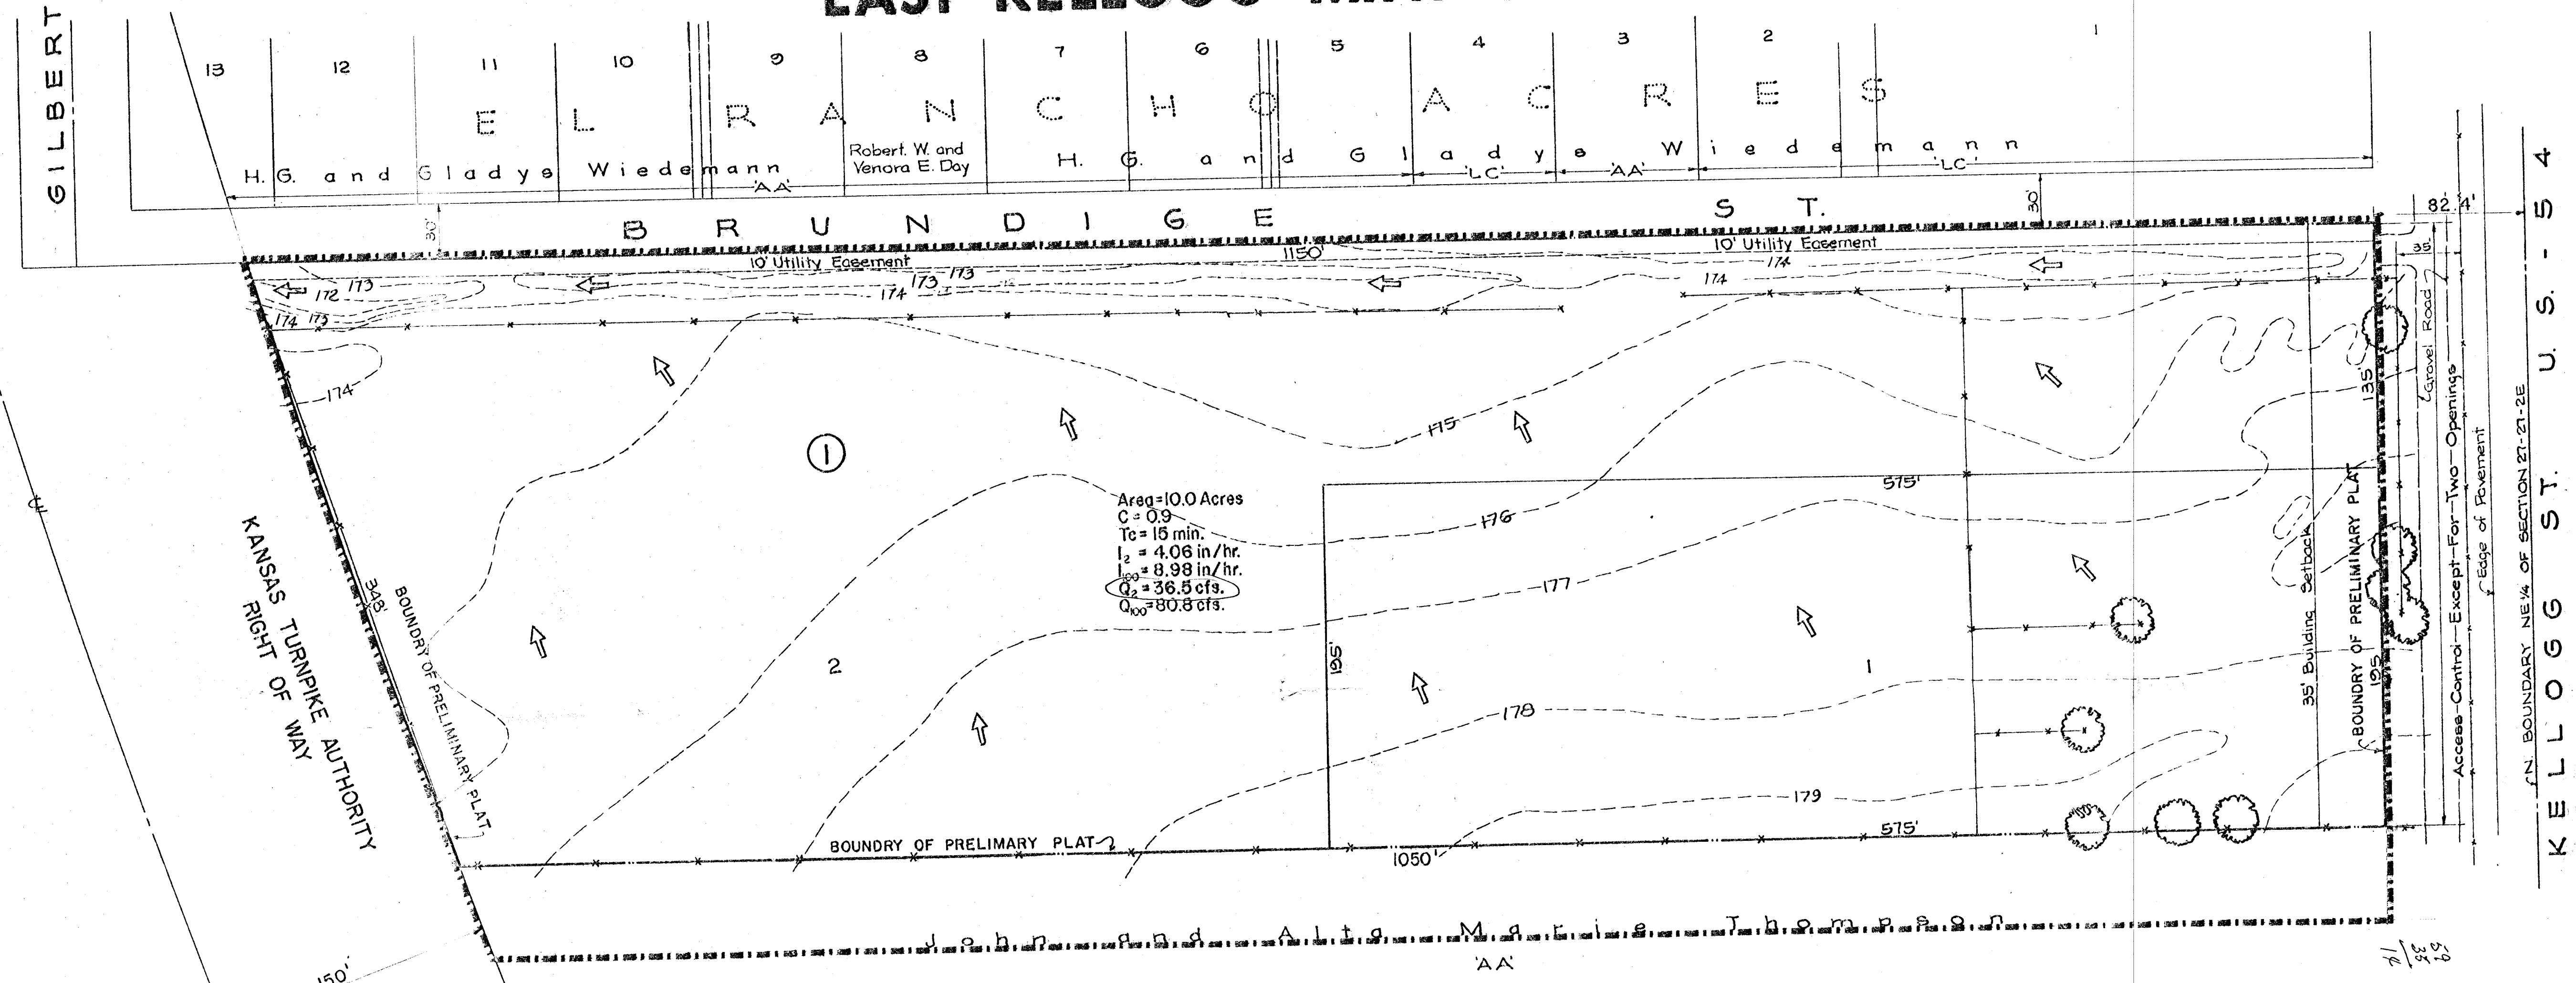 EAST KELLOGG
GILBERT
13 12 11 10 9 8 7 6 5 4 3 2 1
EL RANCHO ACRES
H. G. and Gladys Wiedemann
Robert. W. and
Venora E. Day
H. G. and Gladys Wiedemann
'AA' 'LC' 'AA' 'LC'
30' 30'
BRUNDIGE ST.
82.4'
35'
10' Utility Easement
1150'
10' Utility Easement
173 173 174
172 173 174 174
174 173
174
175
1
Area=10.0 Acres
C = 0.9
Tc = 15 min.
I2 = 4.06 in/hr.
I100 = 8.98 in/hr.
Q2 = 36.5 cfs.
Q100 = 80.8 cfs.
575'
176
177
178
179
195'
2
1
KANSAS TURNPIKE AUTHORITY
RIGHT OF WAY
348'
BOUNDRY OF PRELIMINARY PLAT
BOUNDRY OF PRELIMARY PLAT
1050'
575'
35' Building Setback
BOUNDRY OF PRELIMINARY PLAT
135'
195
Gravel Road
Access-Control-Except-For-Two-Openings
Edge of Pavement
N. BOUNDARY NE 1/4 OF SECTION 27-27-2E
KELLOGG ST. U.S.-54
John and Alta Marie Thompson
'AA'
150'